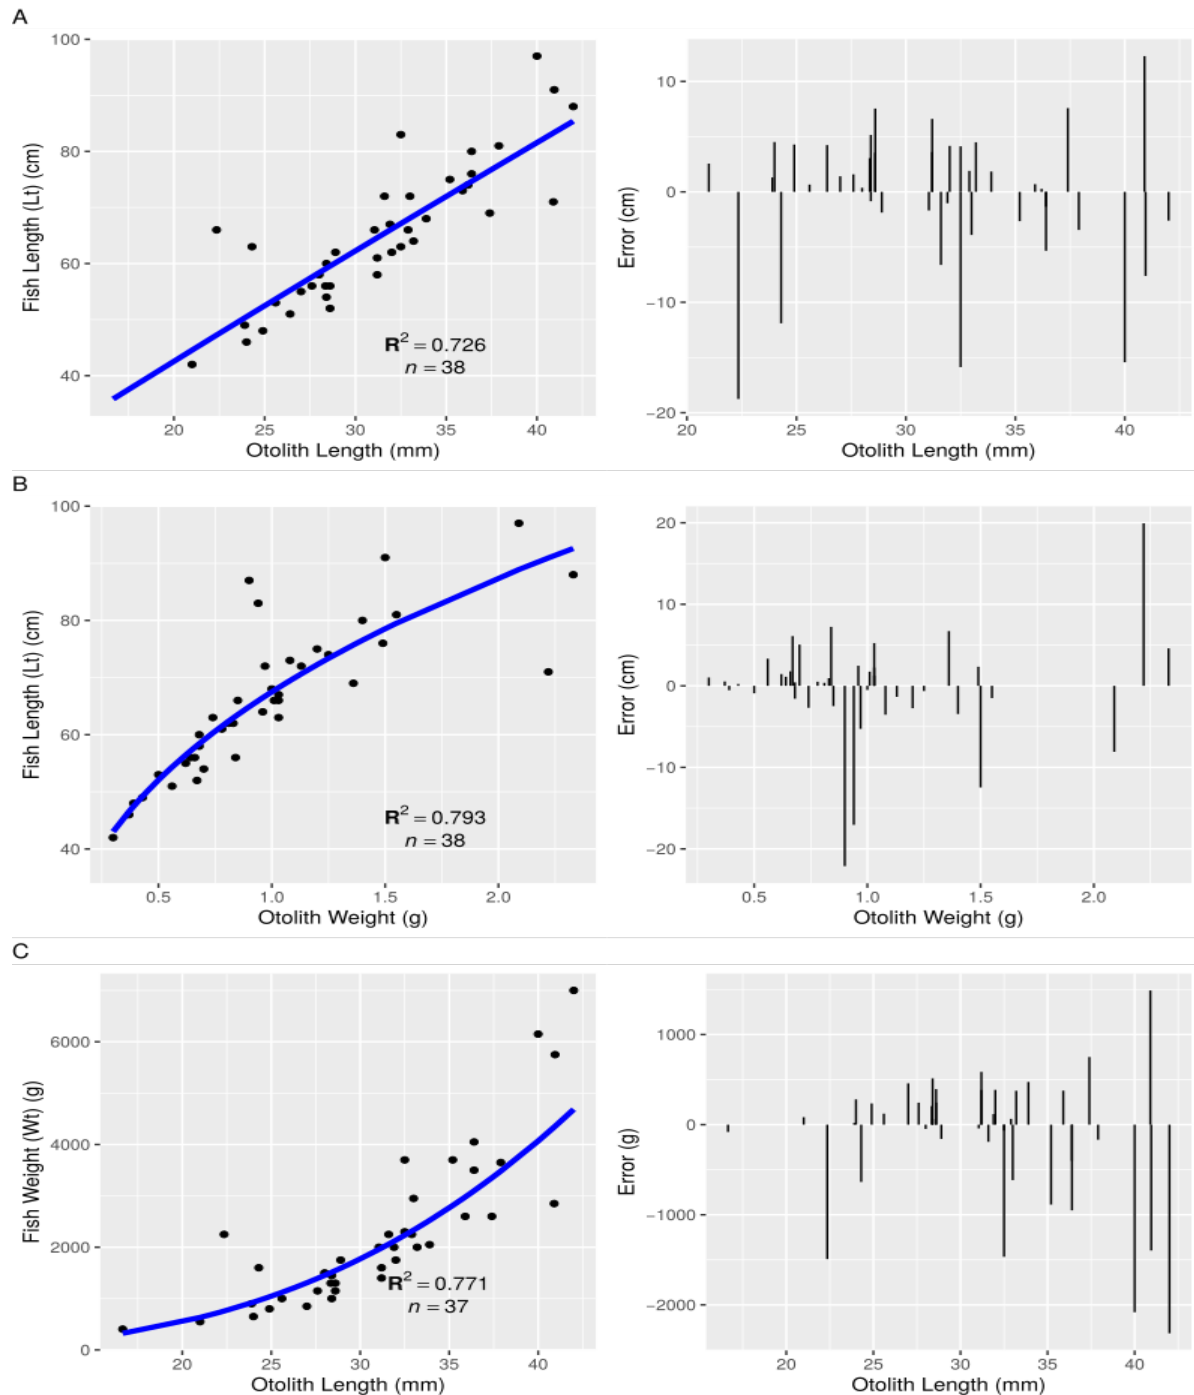 A
100
80
60
40
Fish Length (Lt) (cm)
R² = 0.726
n = 38
20 25 30 35 40
Otolith Length (mm)
10
0
−10
−20
Error (cm)
20 25 30 35 40
Otolith Length (mm)
B
100
80
60
40
Fish Length (Lt) (cm)
R² = 0.793
n = 38
0.5 1.0 1.5 2.0
Otolith Weight (g)
20
10
0
−10
−20
Error (cm)
0.5 1.0 1.5 2.0
Otolith Weight (g)
C
6000
4000
2000
0
Fish Weight (Wt) (g)
R² = 0.771
n = 37
20 25 30 35 40
Otolith Length (mm)
1000
0
−1000
−2000
Error (g)
20 25 30 35 40
Otolith Length (mm)